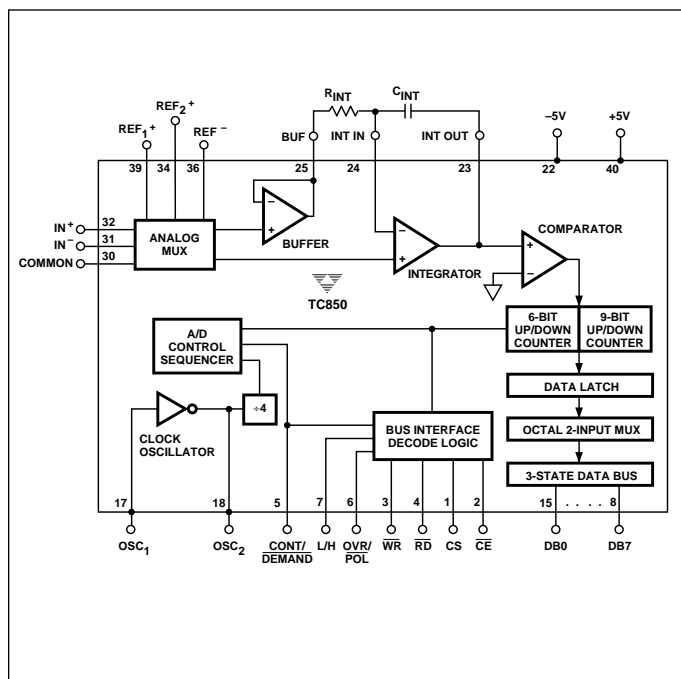 RINT
CINT
REF2+
REF1+
REF–
BUF
INT IN
INT OUT
–5V
+5V
39
34
36
25
24
23
22
40
IN+
32
IN–
31
COMMON
30
ANALOG
MUX
–
+
BUFFER
–
+
INTEGRATOR
COMPARATOR
+
–
TC850
A/D
CONTROL
SEQUENCER
6-BIT
UP/DOWN
COUNTER
9-BIT
UP/DOWN
COUNTER
DATA LATCH
÷4
CLOCK
OSCILLATOR
BUS INTERFACE
DECODE LOGIC
OCTAL 2-INPUT MUX
3-STATE DATA BUS
17
18
5
7
6
3
4
1
2
15 . . . . 8
OSC1
OSC2
CONT/
DEMAND
L/H
OVR/
POL
WR
RD
CS
CE
DB0
DB7